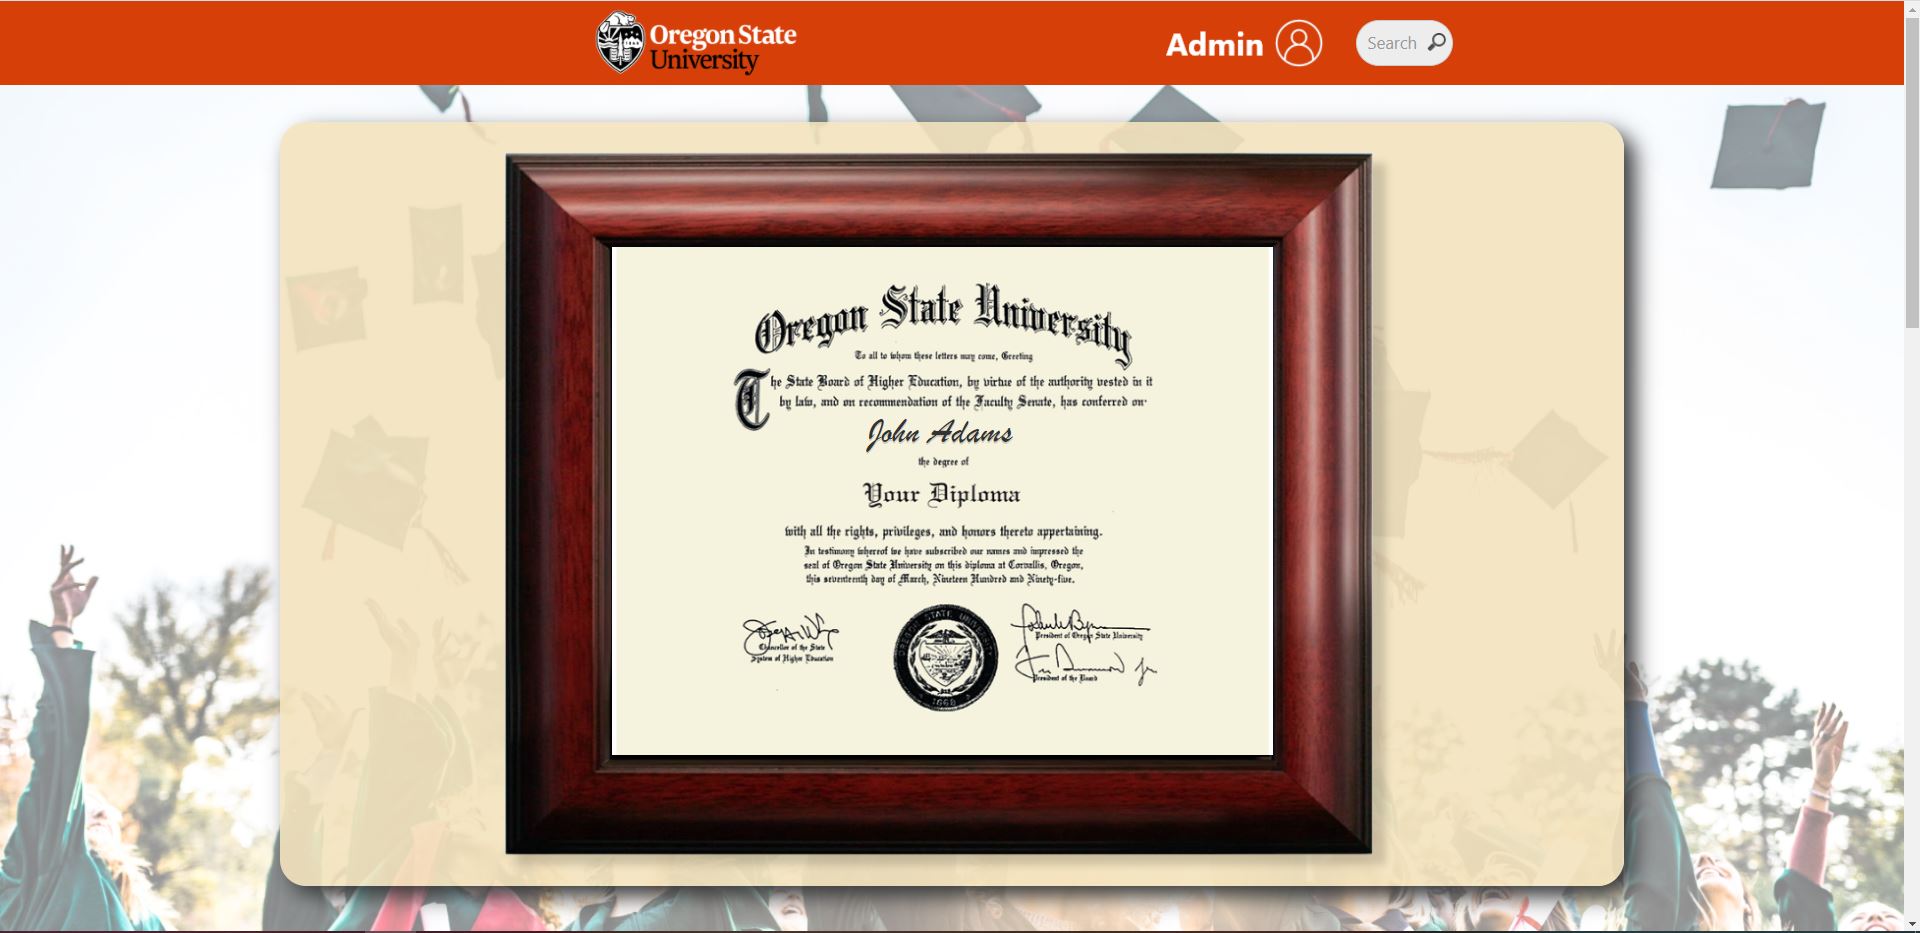 Oregon State
University
Admin
Search
Oregon State University
To all to whom these letters may come, Greeting
The State Board of Higher Education, by virtue of the authority vested in it
by law, and on recommendation of the Faculty Senate, has conferred on
John Adams
the degree of
Your Diploma
with all the rights, privileges, and honors thereto appertaining.
In testimony whereof we have subscribed our names and impressed the
seal of Oregon State University on this diploma at Corvallis, Oregon,
this seventeenth day of March, Nineteen Hundred and Ninety-five.
Chancellor of the State
System of Higher Education
OREGON STATE UNIVERSITY
1868
President of Oregon State University
President of the Board